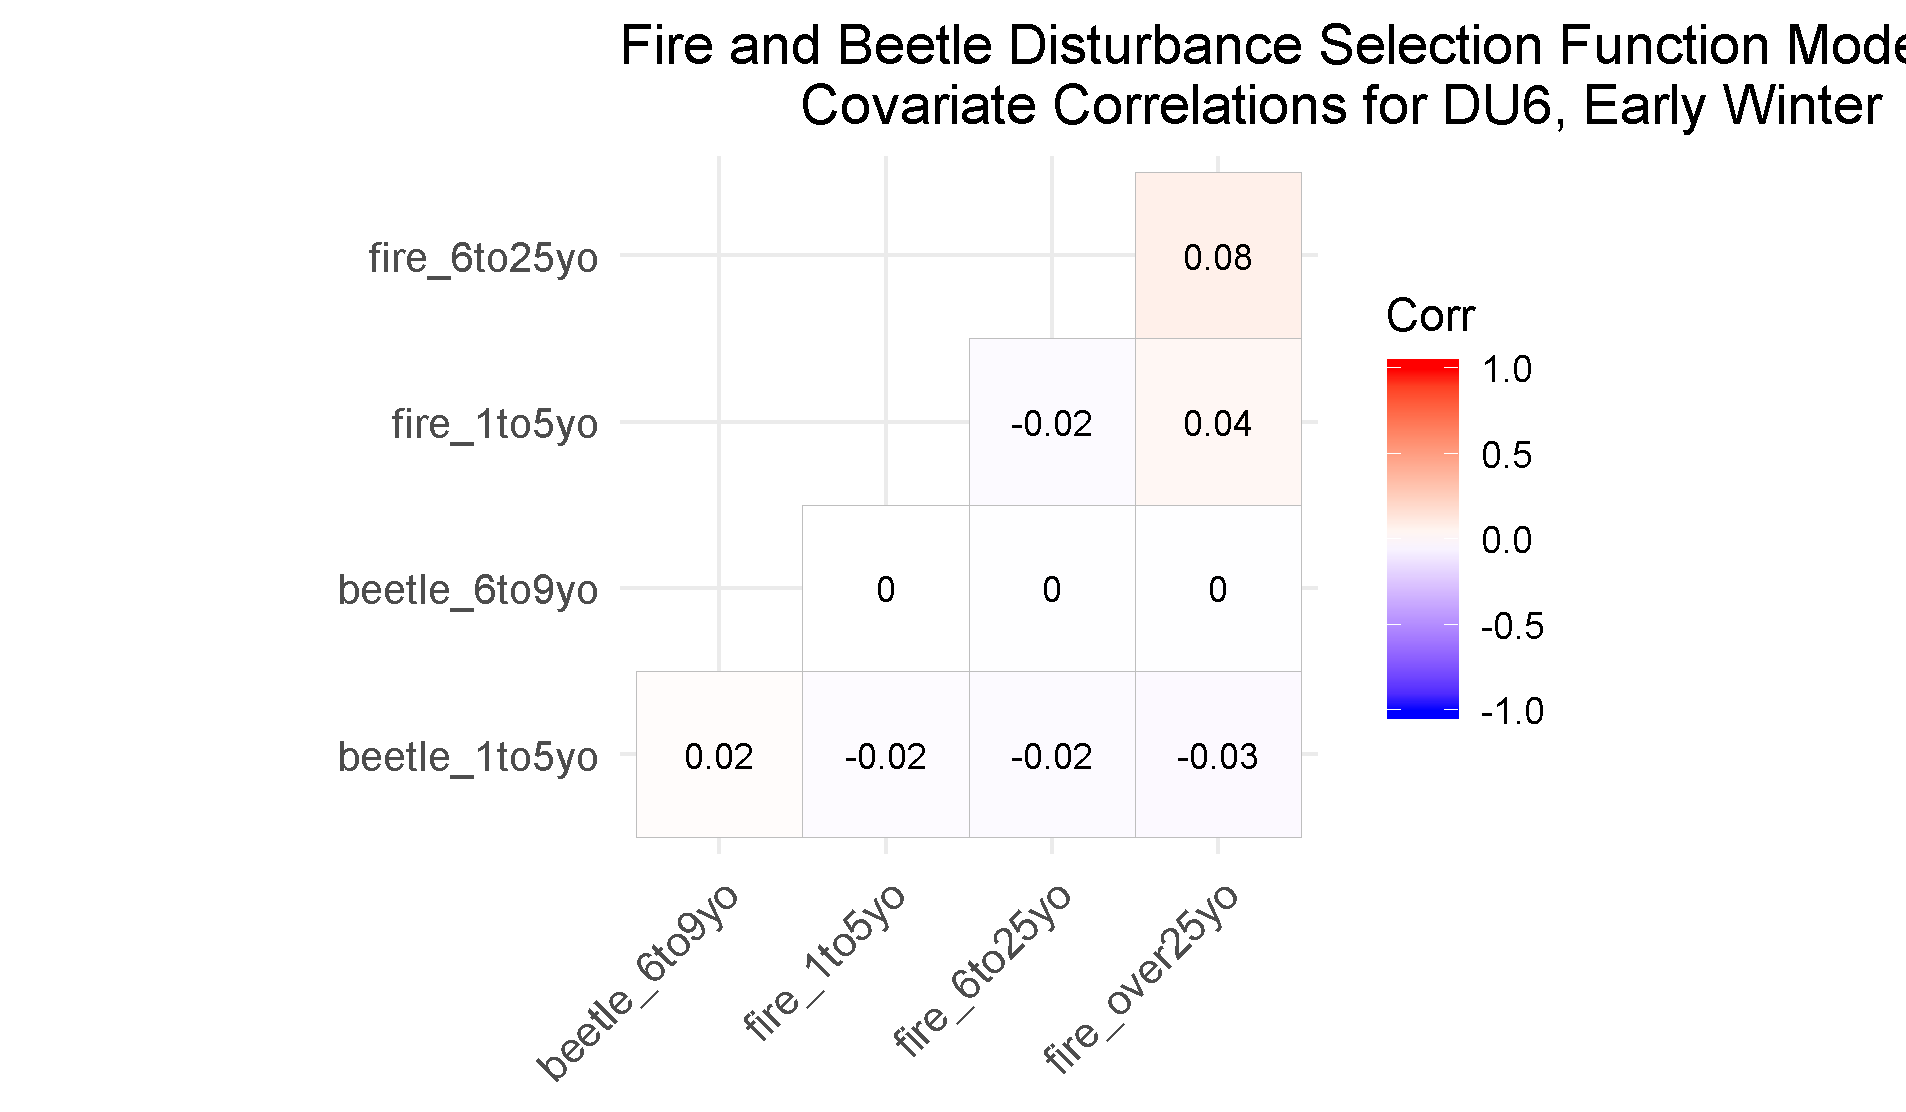 Fire and Beetle Disturbance Selection Function Mode
Covariate Correlations for DU6, Early Winter
fire_6to25yo
0.08
fire_1to5yo
-0.02
0.04
beetle_6to9yo
0
0
0
beetle_1to5yo
0.02
-0.02
-0.02
-0.03
beetle_6to9yo
fire_1to5yo
fire_6to25yo
fire_over25yo
Corr
1.0
0.5
0.0
-0.5
-1.0